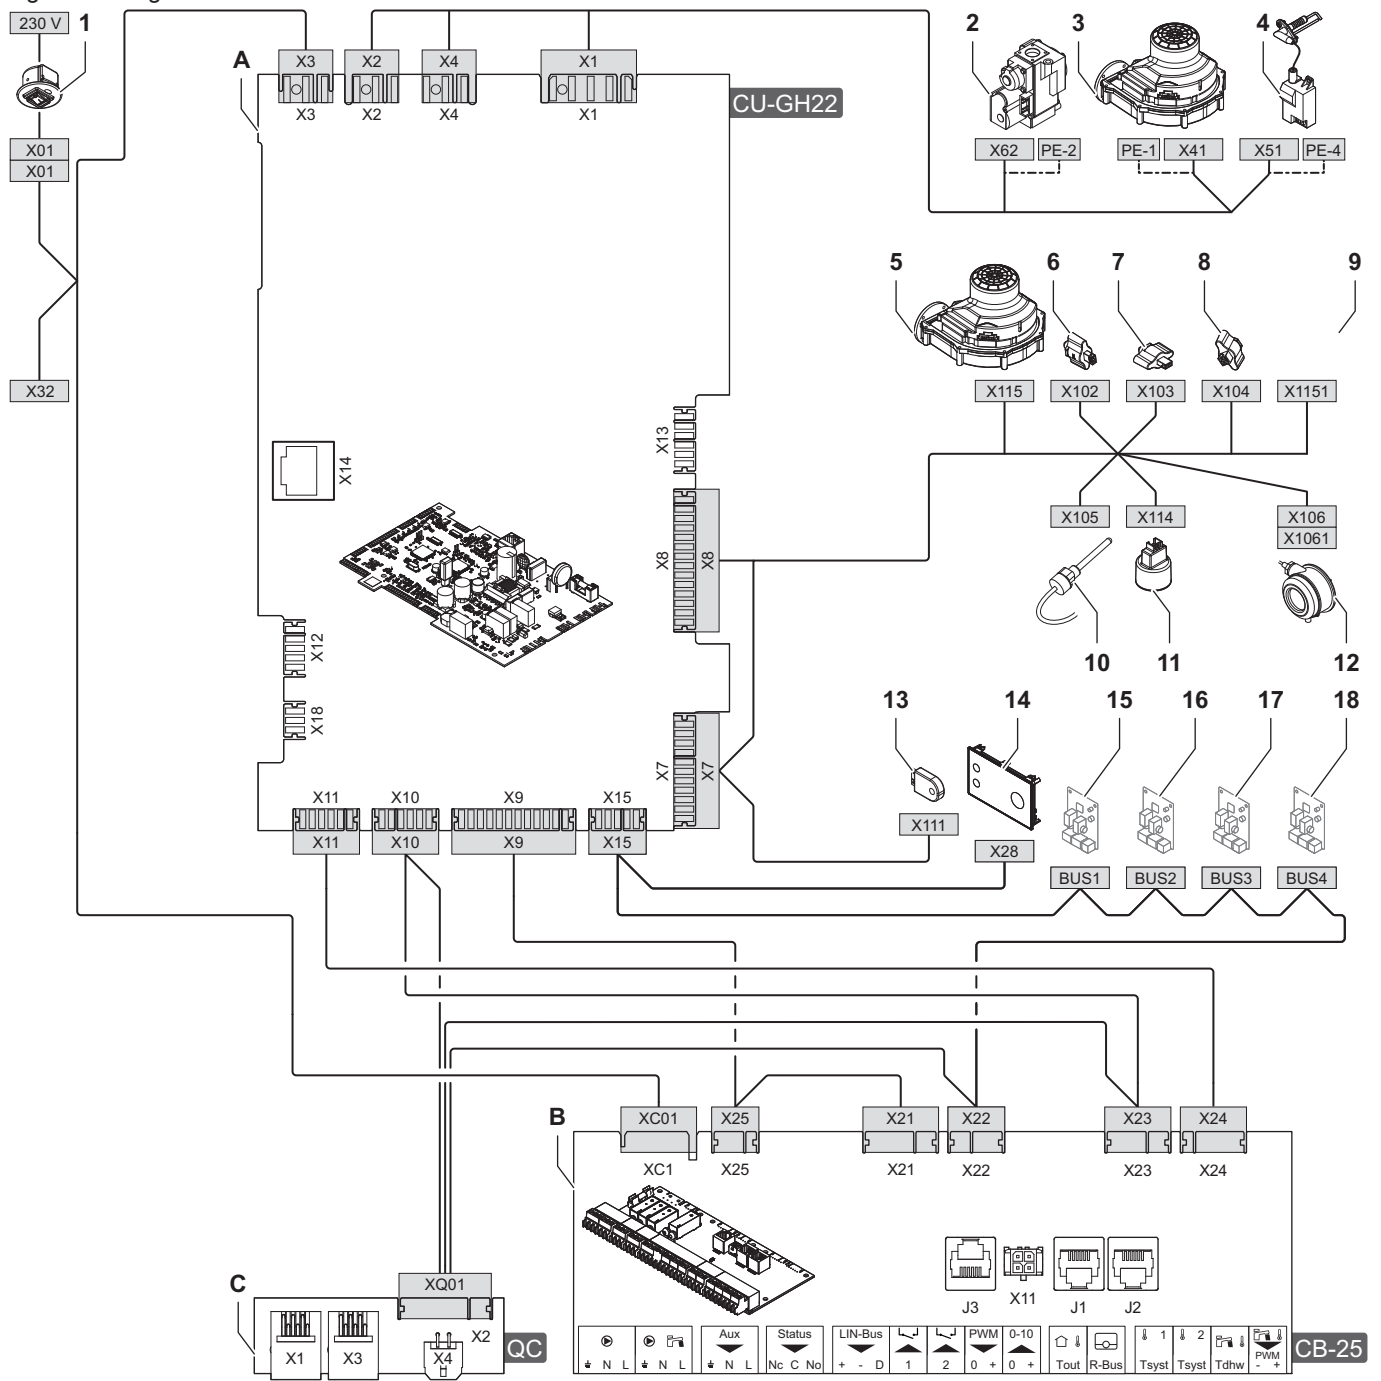 230 V 1
X01
X01
X32
A
X3 X2 X4 X1
X3 X2 X4 X1
CU-GH22
2 3 4
X62 PE-2 PE-1 X41 X51 PE-4
5 6 7 8 9
X115 X102 X103 X104 X1151
X105 X114 X106
X1061
10 11 12
X14
X13
X8 X8
X12
X18
X7 X7
13 14 15 16 17 18
X111
X28
BUS1 BUS2 BUS3 BUS4
X11 X10 X9 X15
X11 X10 X9 X15
B
XC01 X25 X21 X22 X23 X24
XC1 X25 X21 X22 X23 X24
J3 X11 J1 J2
C
XQ01
X2
X1 X3 X4
QC
Aux Status LIN-Bus PWM 0-10 1 2
N L N L N L Nc C No + - D 1 2 0 + 0 + Tout R-Bus Tsyst Tsyst Tdhw PWM - +
CB-25